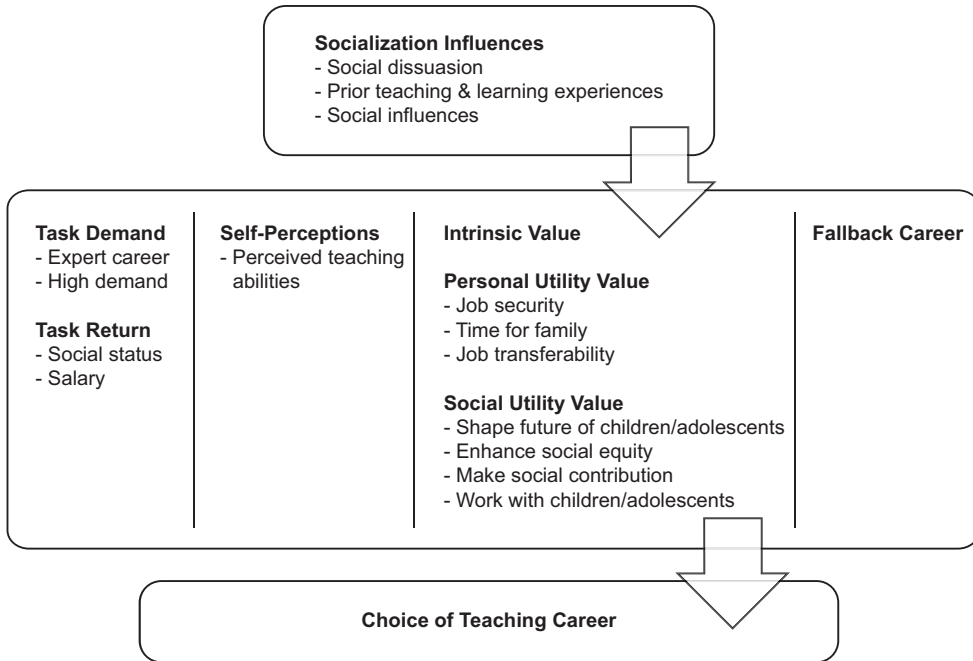 Socialization Influences
- Social dissuasion
- Prior teaching & learning experiences
- Social influences
Task Demand
- Expert career
- High demand
Task Return
- Social status
- Salary
Self-Perceptions
- Perceived teaching
abilities
Intrinsic Value
Personal Utility Value
- Job security
- Time for family
- Job transferability
Social Utility Value
- Shape future of children/adolescents
- Enhance social equity
- Make social contribution
- Work with children/adolescents
Fallback Career
Choice of Teaching Career